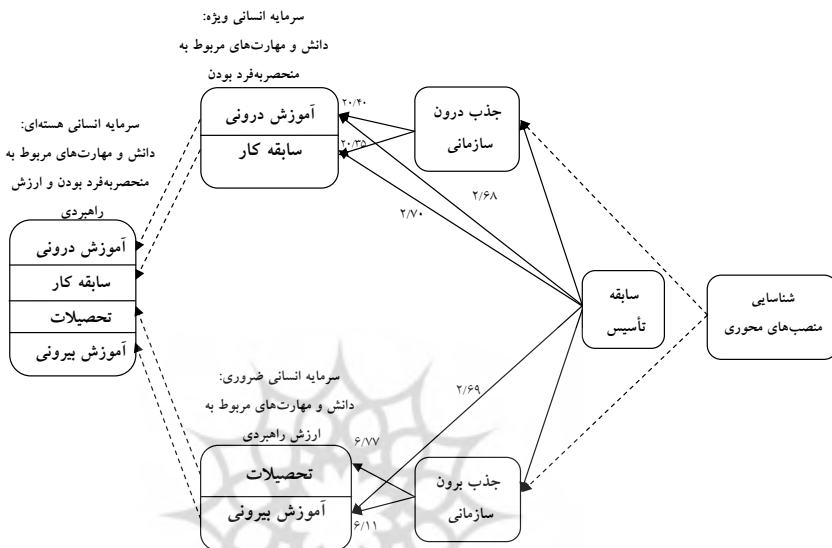 سرمایه انسانی ویژه:
دانش و مهارت‌های مربوط به
منحصربه‌فرد بودن
۲۰/۴۰
آموزش درونی
۲۰/۳۵
سابقه کار
جذب درون
سازمانی
سرمایه انسانی هسته‌ای:
دانش و مهارت‌های مربوط به
منحصربه‌فرد بودن و ارزش
راهبردی
آموزش درونی
سابقه کار
تحصیلات
آموزش بیرونی
۲/۶۸
۲/۷۰
سابقه
تأسیس
شناسایی
منصب‌های محوری
سرمایه انسانی ضروری:
دانش و مهارت‌های مربوط به
ارزش راهبردی
۲/۶۹
۶/۷۷
تحصیلات
آموزش بیرونی
۶/۱۱
جذب برون
سازمانی